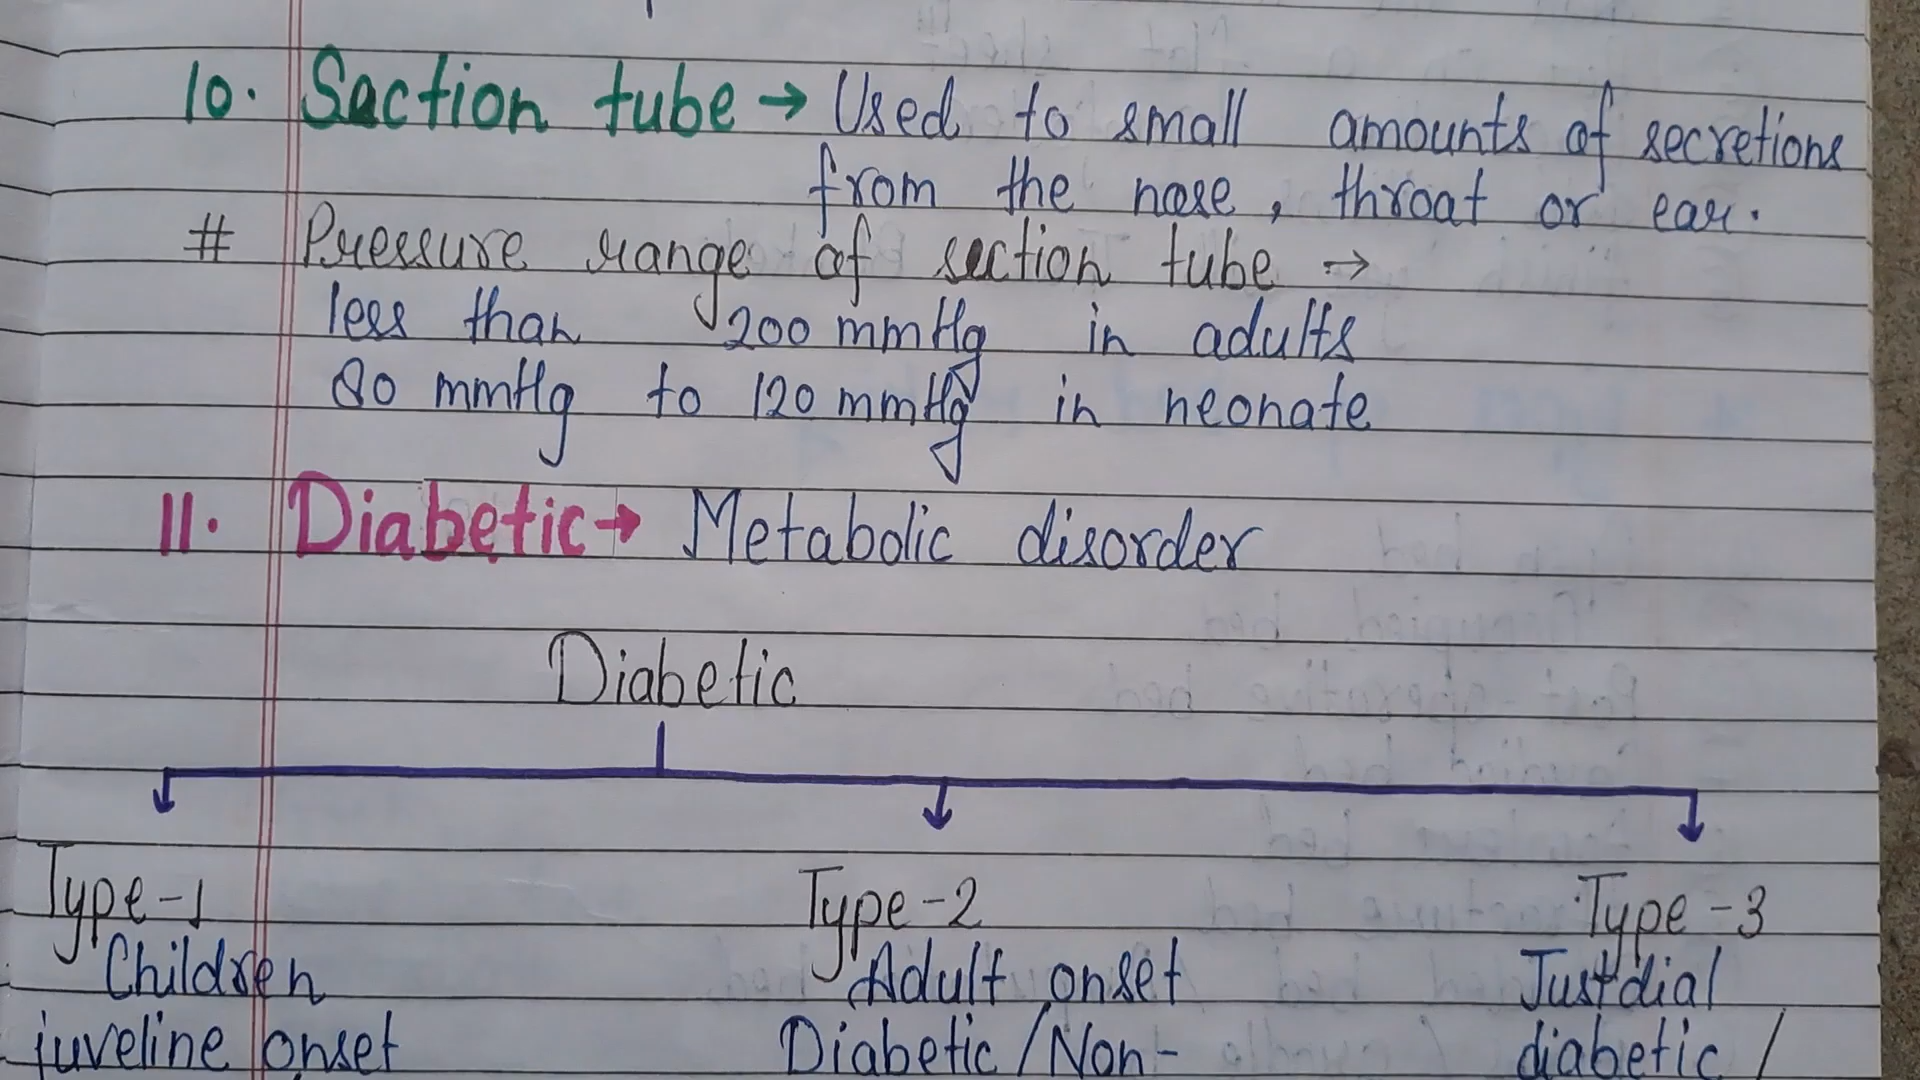 10. Suction tube → Used to small amounts of secretions
from the nose, throat or ear.
# Pressure range of suction tube →
less than 200 mmHg in adults
80 mmHg to 120 mmHg in neonate
11. Diabetic → Metabolic disorder
Diabetic
Type-1 Type-2 Type-3
Children Adult onset Justdial
juveline onset Diabetic / Non- diabetic /